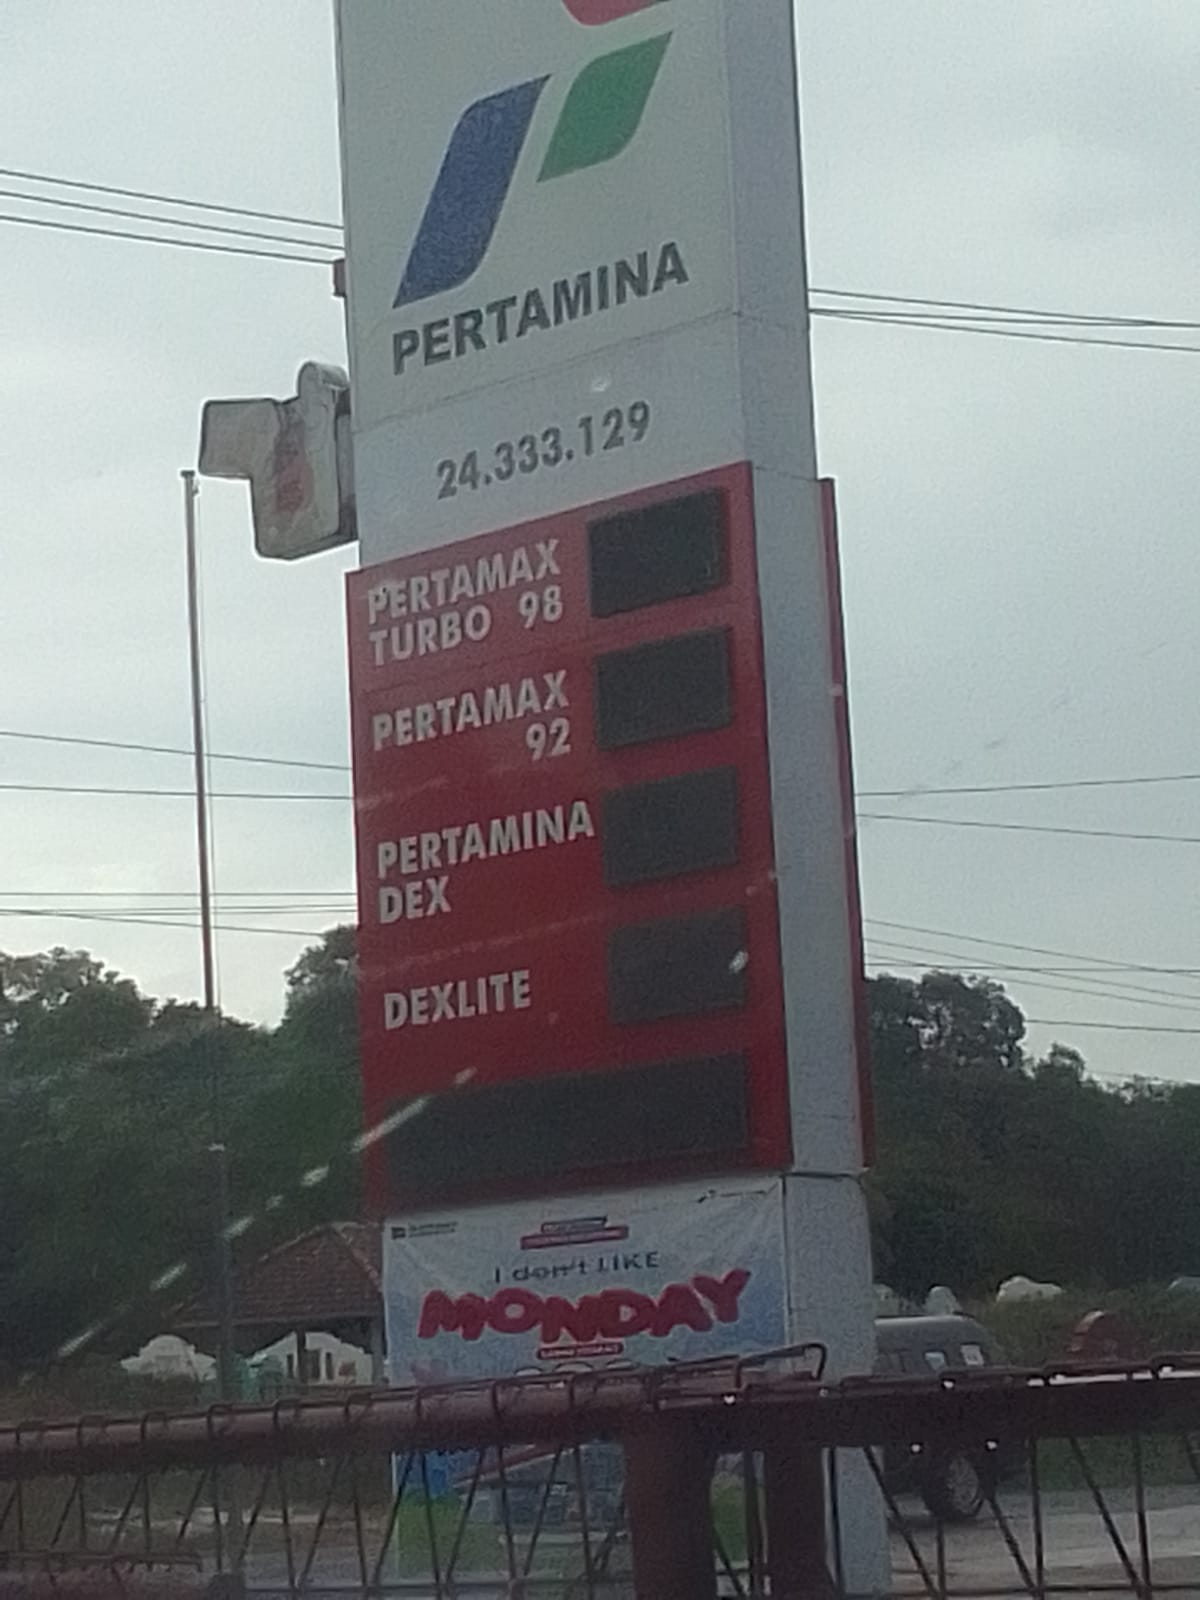 PERTAMINA
24.333.129
PERTAMAX
TURBO 98
PERTAMAX
92
PERTAMINA
DEX
DEXLITE
I don't LIKE
MONDAY